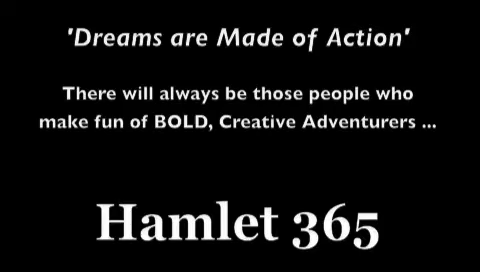 'Dreams are Made of Action'
There will always be those people who
make fun of BOLD, Creative Adventurers ...
Hamlet 365